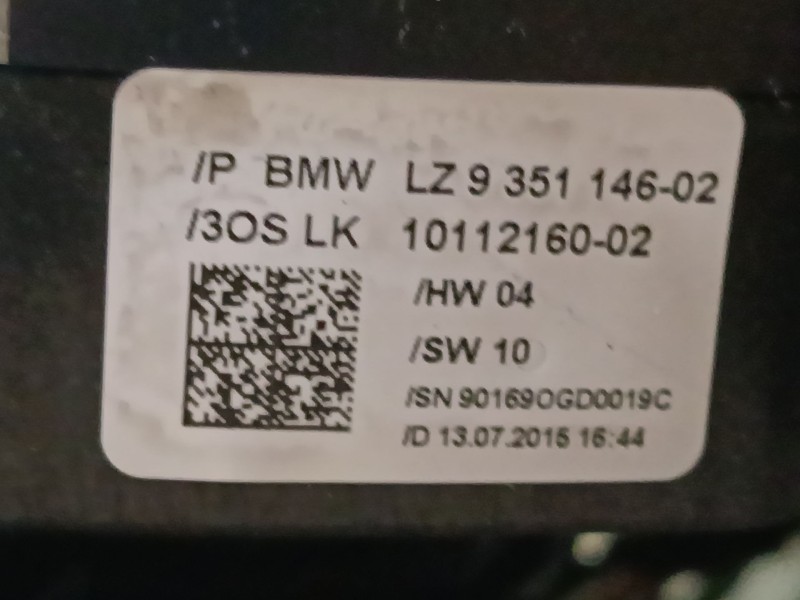 /P BMW LZ 9 351 146-02
/3OS LK 10112160-02
/HW 04
/SW 10
/SN 90169OGD0019C
/D 13.07.2015 16:44